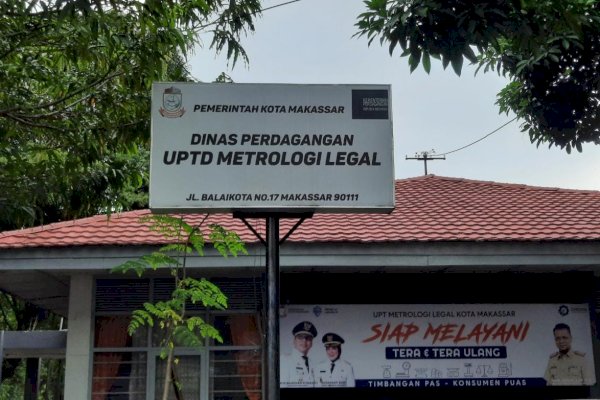 PEMERINTAH KOTA MAKASSAR
DINAS PERDAGANGAN
UPTD METROLOGI LEGAL
JL. BALAIKOTA NO.17 MAKASSAR 90111
UPT METROLOGI LEGAL KOTA MAKASSAR
SIAP MELAYANI
TERA & TERA ULANG
TIMBANGAN PAS - KONSUMEN PUAS